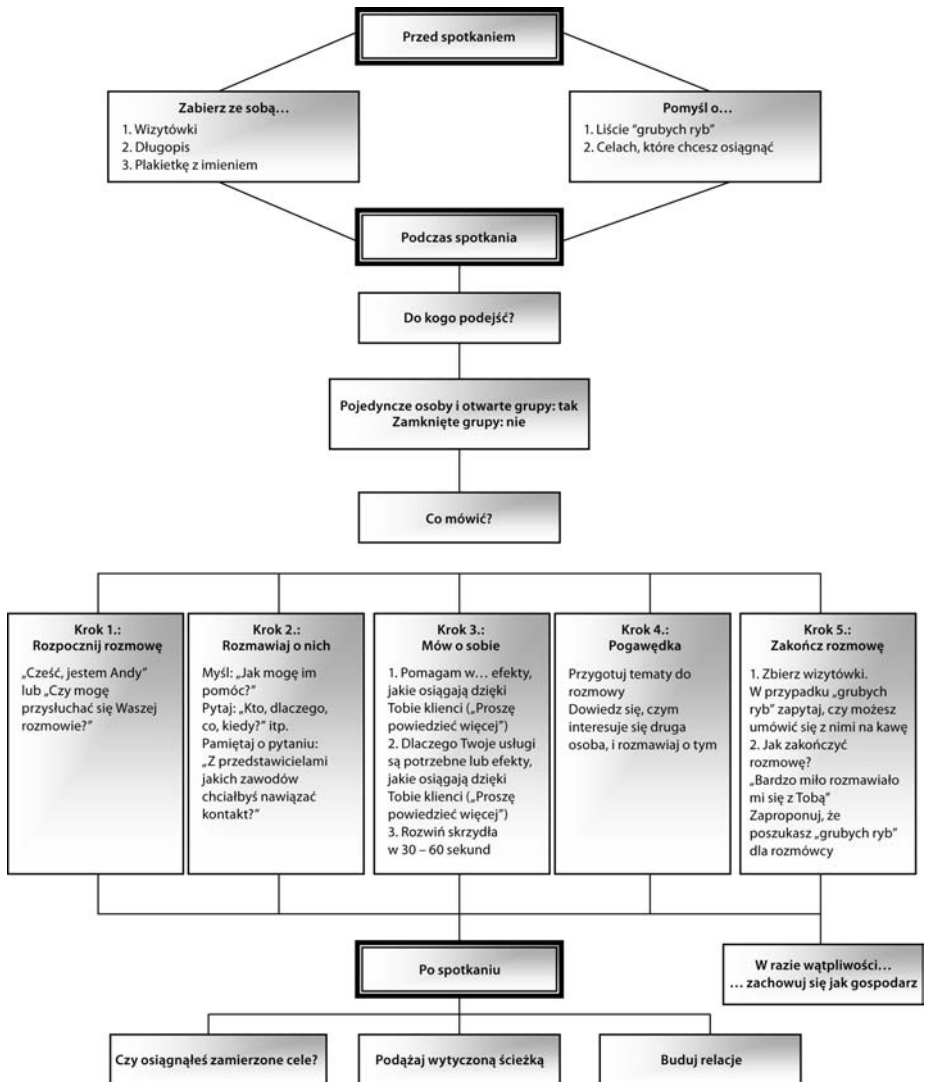 Przed spotkaniem
Zabierz ze sobą…
1. Wizytówki
2. Długopis
3. Plakietkę z imieniem
Pomyśl o…
1. Liście "grubych ryb"
2. Celach, które chcesz osiągnąć
Podczas spotkania
Do kogo podejść?
Pojedyncze osoby i otwarte grupy: tak
Zamknięte grupy: nie
Co mówić?
Krok 1.:
Rozpocznij rozmowę
„Cześć, jestem Andy”
lub „Czy mogę
przysłuchać się Waszej
rozmowie?”
Krok 2.:
Rozmawiaj o nich
Myśl: „Jak mogę im
pomóc?”
Pytaj: „Kto, dlaczego,
co, kiedy?” itp.
Pamiętaj o pytaniu:
„Z przedstawicielami
jakich zawodów
chciałbyś nawiązać
kontakt?”
Krok 3.:
Mów o sobie
1. Pomagam w… efekty,
jakie osiągają dzięki
Tobie klienci („Proszę
powiedzieć więcej”)
2. Dlaczego Twoje usługi
są potrzebne lub efekty,
jakie osiągają dzięki
Tobie klienci („Proszę
powiedzieć więcej”)
3. Rozwiń skrzydła
w 30 – 60 sekund
Krok 4.:
Pogawędka
Przygotuj tematy do
rozmowy
Dowiedz się, czym
interesuje się druga
osoba, i rozmawiaj o tym
Krok 5.:
Zakończ rozmowę
1. Zbierz wizytówki.
W przypadku „grubych
ryb” zapytaj, czy możesz
umówić się z nimi na kawę
2. Jak zakończyć
rozmowę?
„Bardzo miło rozmawiało
mi się z Tobą”
Zaproponuj, że
poszukasz „grubych ryb”
dla rozmówcy
Po spotkaniu
W razie wątpliwości…
… zachowuj się jak gospodarz
Czy osiągnąłeś zamierzone cele?
Podążaj wytyczoną ścieżką
Buduj relacje